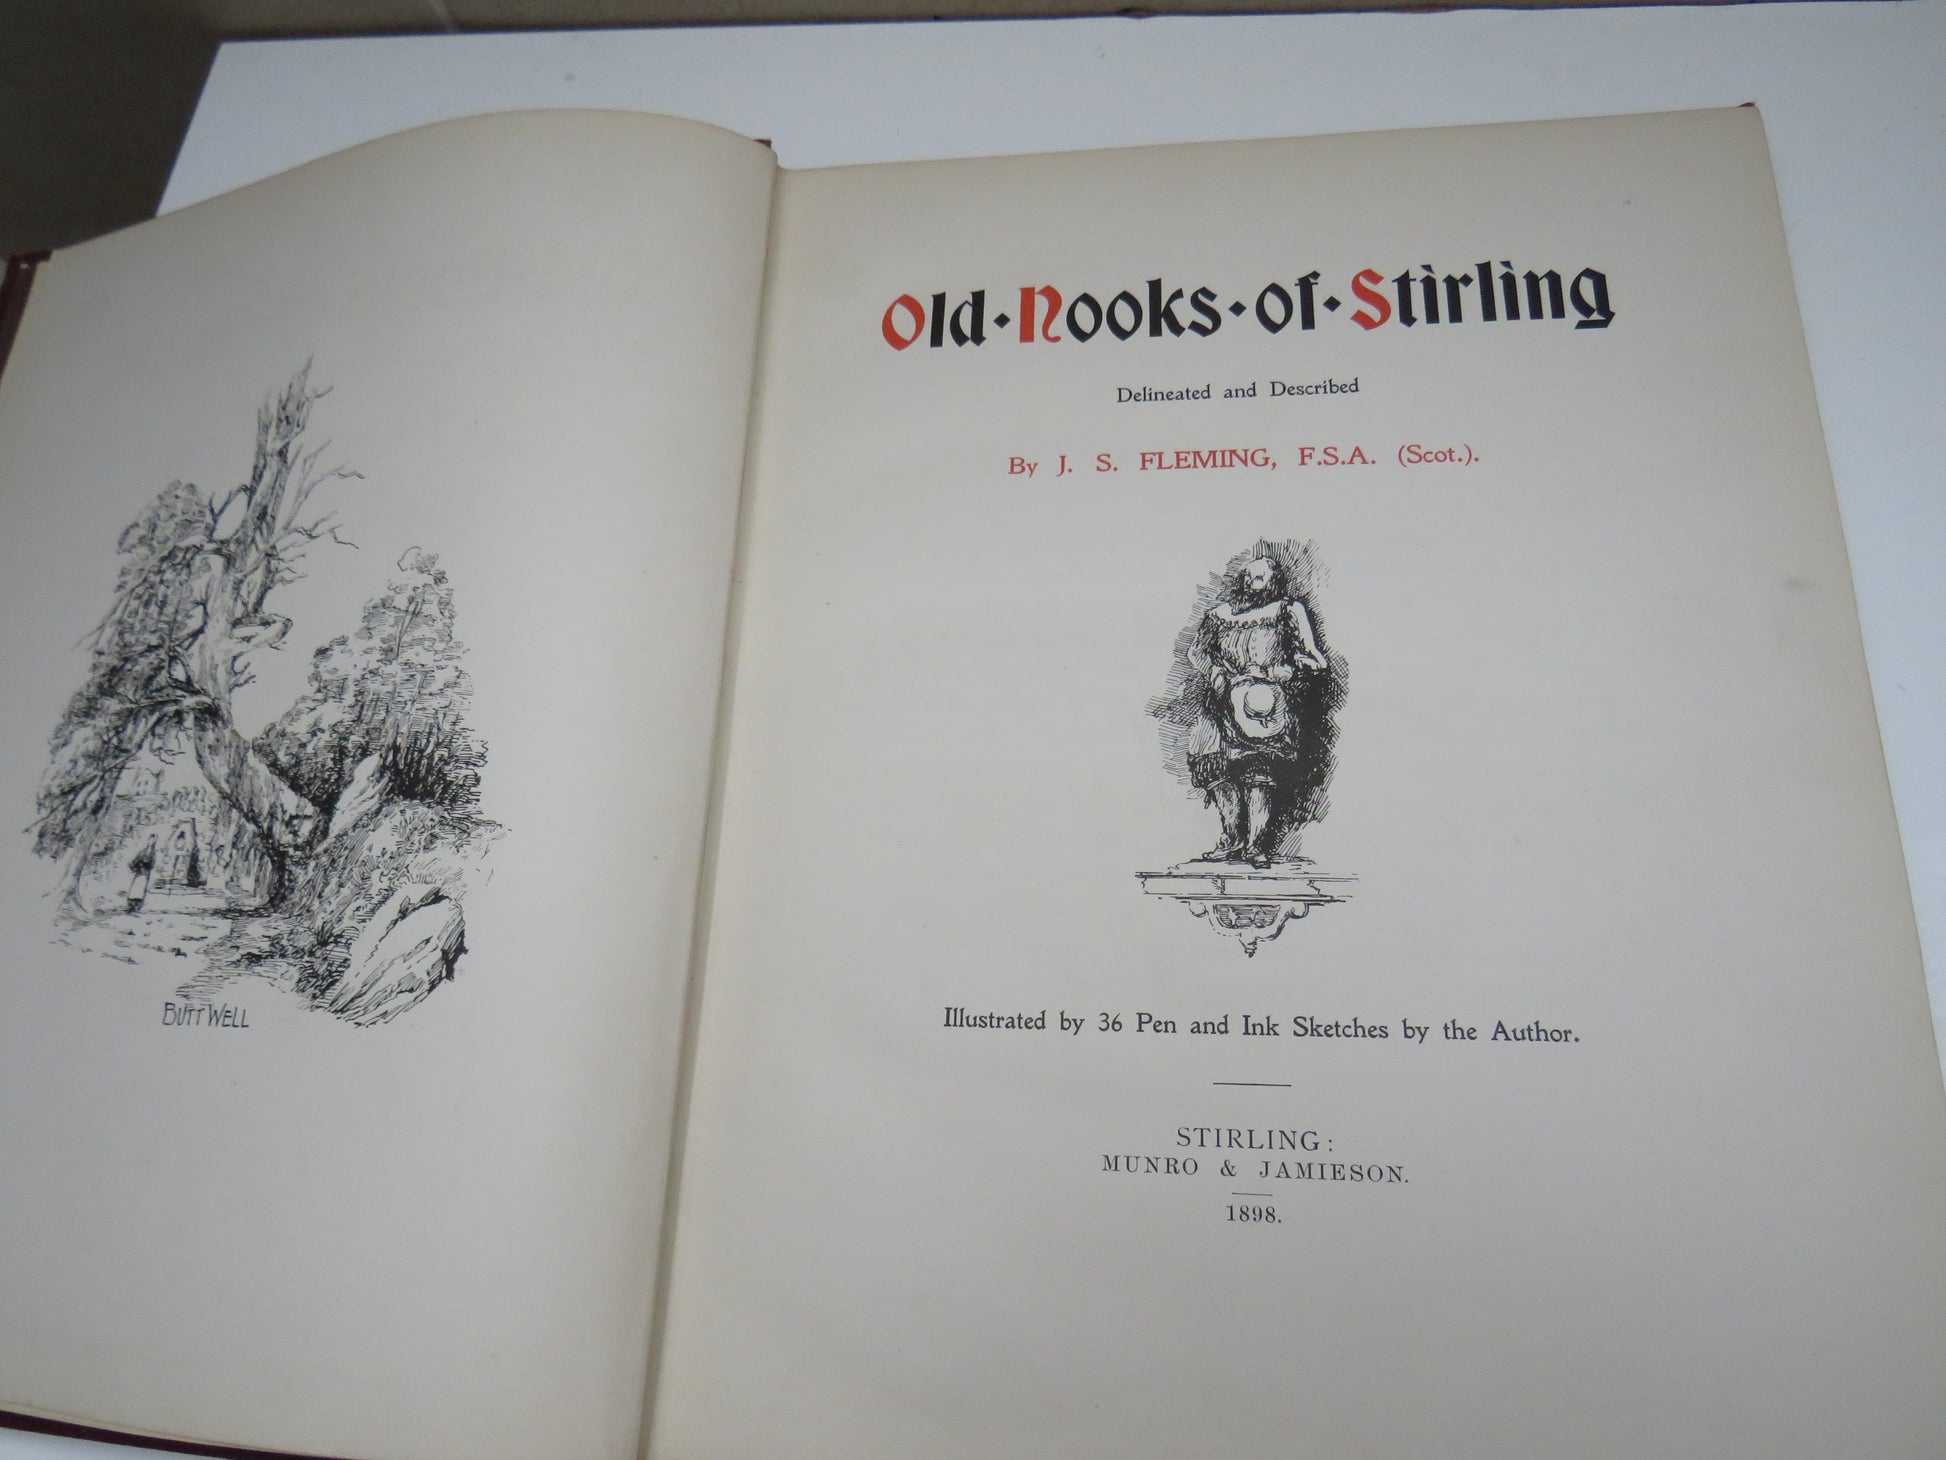 BUTT WELL
Old·Nooks·of·Stirling
Delineated and Described
By J. S. FLEMING, F.S.A. (Scot.).
Illustrated by 36 Pen and Ink Sketches by the Author.
STIRLING:
MUNRO & JAMIESON.
1898.